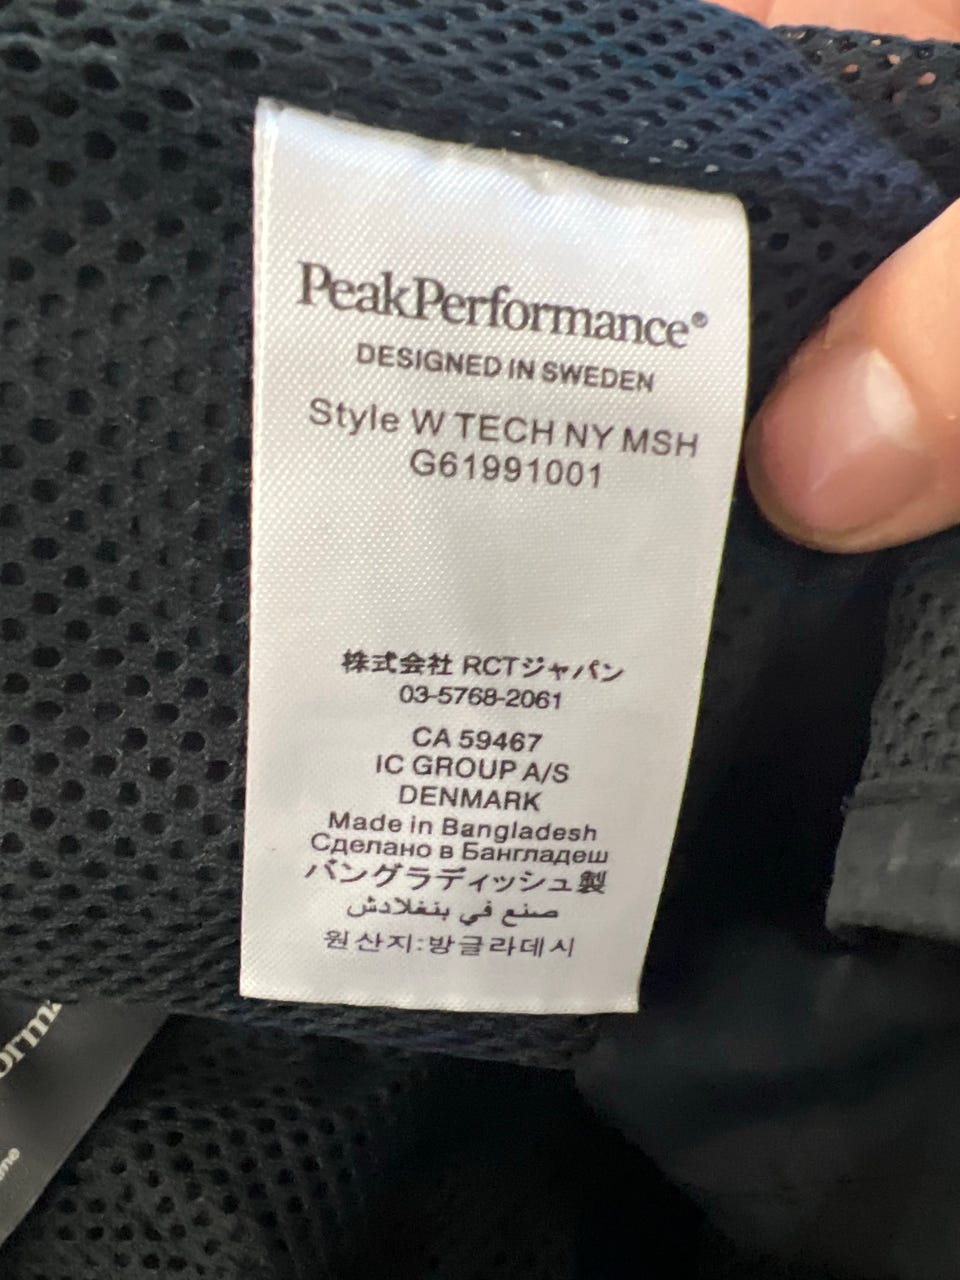 PeakPerformance®
DESIGNED IN SWEDEN
Style W TECH NY MSH
G61991001
株式会社 RCTジャパン
03-5768-2061
CA 59467
IC GROUP A/S
DENMARK
Made in Bangladesh
Сделано в Бангладеш
バングラディッシュ製
صنع في بنغلادش
원산지:방글라데시